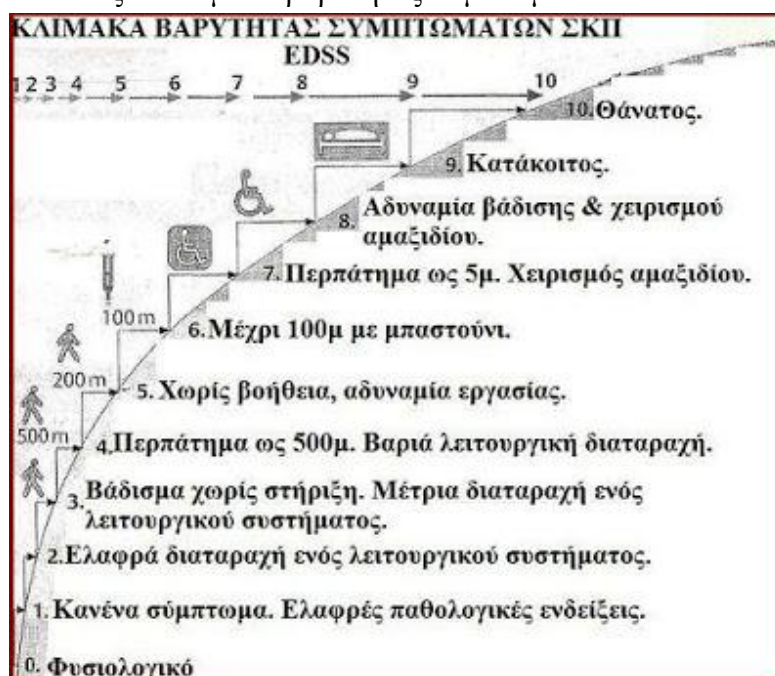 ΚΛΙΜΑΚΑ ΒΑΡΥΤΗΤΑΣ ΣΥΜΠΤΩΜΑΤΩΝ ΣΚΠ
EDSS
1 2 3 4 5 6 7 8 9 10
10. Θάνατος.
9. Κατάκοιτος.
8. Αδυναμία βάδισης & χειρισμού
αμαξιδίου.
7. Περπάτημα ως 5μ. Χειρισμός αμαξιδίου.
100 m
6. Μέχρι 100μ με μπαστούνι.
200 m
5. Χωρίς βοήθεια, αδυναμία εργασίας.
500 m
4. Περπάτημα ως 500μ. Βαριά λειτουργική διαταραχή.
3. Βάδισμα χωρίς στήριξη. Μέτρια διαταραχή ενός
λειτουργικού συστήματος.
2. Ελαφρά διαταραχή ενός λειτουργικού συστήματος.
1. Κανένα σύμπτωμα. Ελαφρές παθολογικές ενδείξεις.
0. Φυσιολογικό